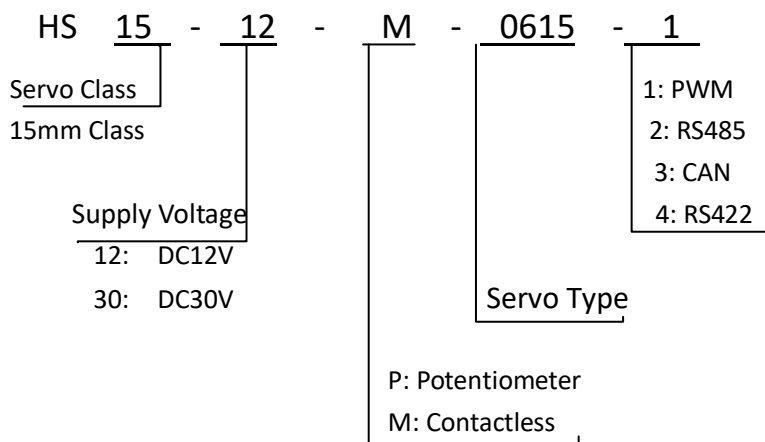 HS 15 - 12 - M - 0615 - 1
Servo Class
15mm Class
1: PWM
2: RS485
3: CAN
4: RS422
Supply Voltage
12: DC12V
30: DC30V
Servo Type
P: Potentiometer
M: Contactless